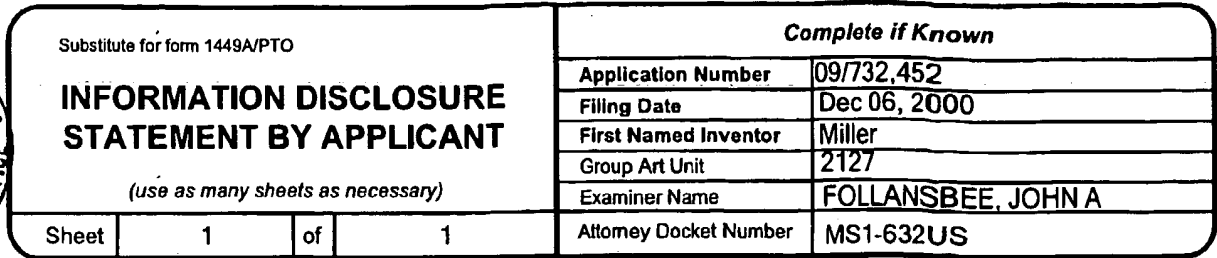 Substitute for form 1449A/PTO
INFORMATION DISCLOSURE
STATEMENT BY APPLICANT
(use as many sheets as necessary)
Sheet 1 of 1
Complete if Known
Application Number 09/732,452
Filing Date Dec 06, 2000
First Named Inventor Miller
Group Art Unit 2127
Examiner Name FOLLANSBEE, JOHN A
Attorney Docket Number MS1-632US